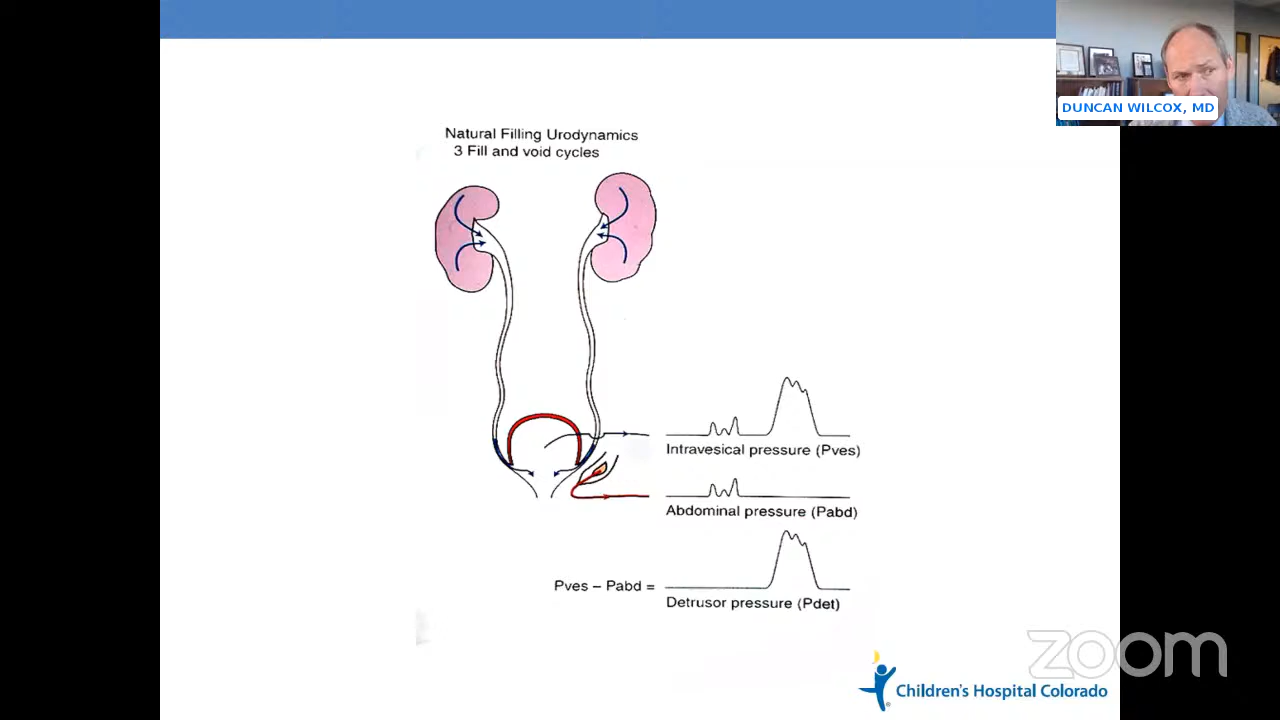 DUNCAN WILCOX, MD
Natural Filling Urodynamics
3 Fill and void cycles
Intravesical pressure (Pves)
Abdominal pressure (Pabd)
Pves – Pabd =
Detrusor pressure (Pdet)
zoom
Children's Hospital Colorado